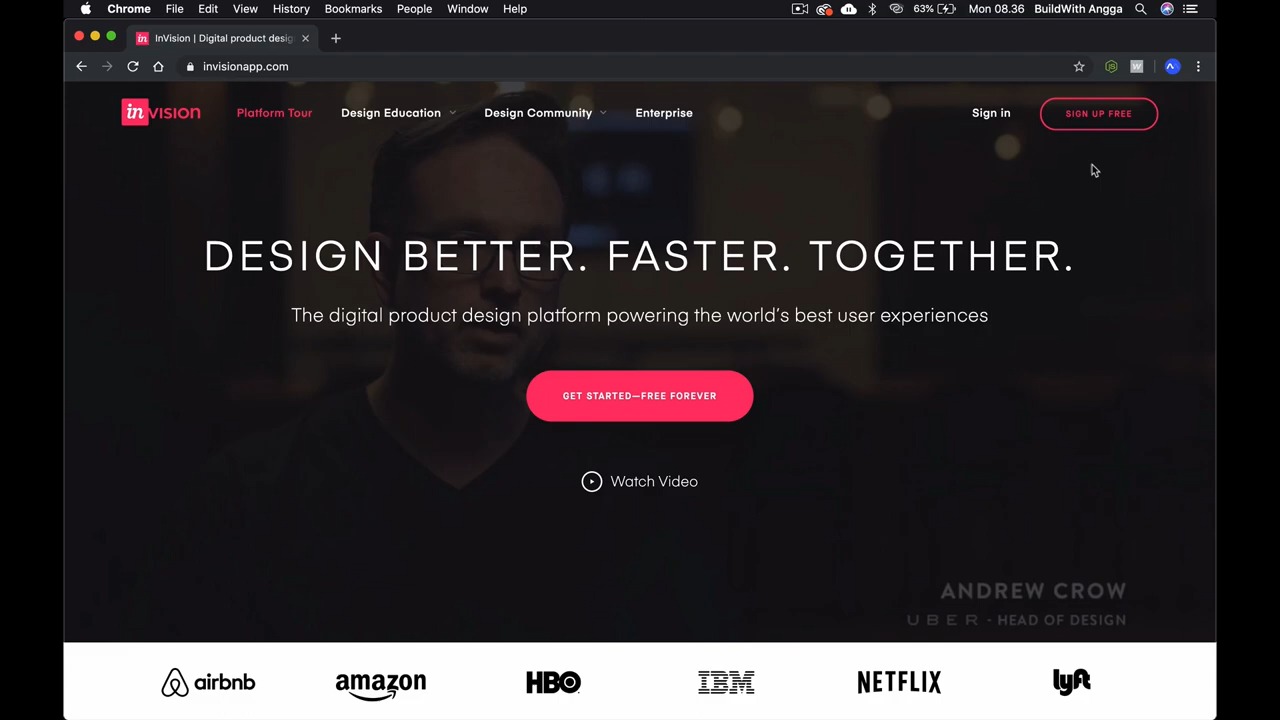 Chrome File Edit View History Bookmarks People Window Help 63% Mon 08.36 BuildWith Angga
in InVision | Digital product desig
invisionapp.com
inVISION Platform Tour Design Education Design Community Enterprise Sign in SIGN UP FREE
DESIGN BETTER. FASTER. TOGETHER.
The digital product design platform powering the world's best user experiences
GET STARTED—FREE FOREVER
Watch Video
ANDREW CROW
UBER - HEAD OF DESIGN
airbnb amazon HBO IBM NETFLIX lyft